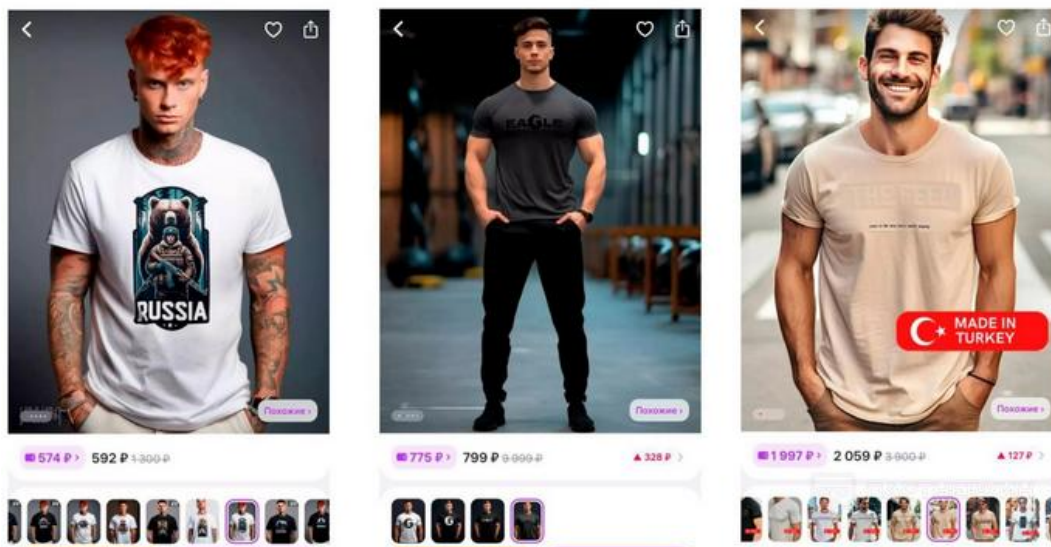 RUSSIA
Похожие ›
574 ₽ ›
592 ₽ 1 300 ₽
EAGLE
Похожие ›
775 ₽ ›
799 ₽ 9 999 ₽
▲ 328 ₽ ›
MADE IN
TURKEY
Похожие ›
1 997 ₽ ›
2 059 ₽ 3 900 ₽
▲ 127 ₽ ›